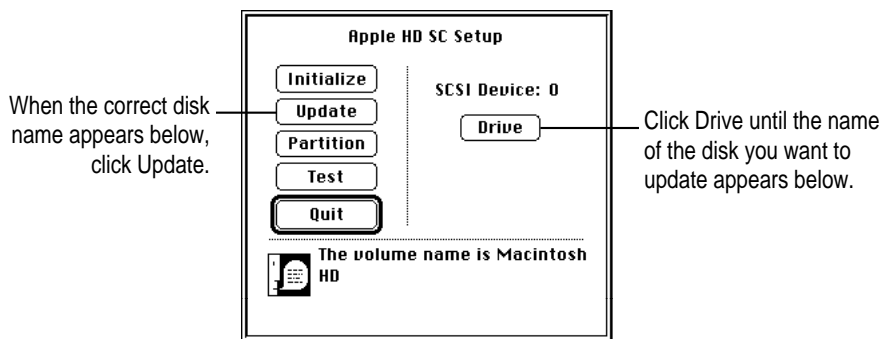 Apple HD SC Setup
Initialize
Update
Partition
Test
Quit
SCSI Device: 0
Drive
The volume name is Macintosh
HD
When the correct disk
name appears below,
click Update.
Click Drive until the name
of the disk you want to
update appears below.